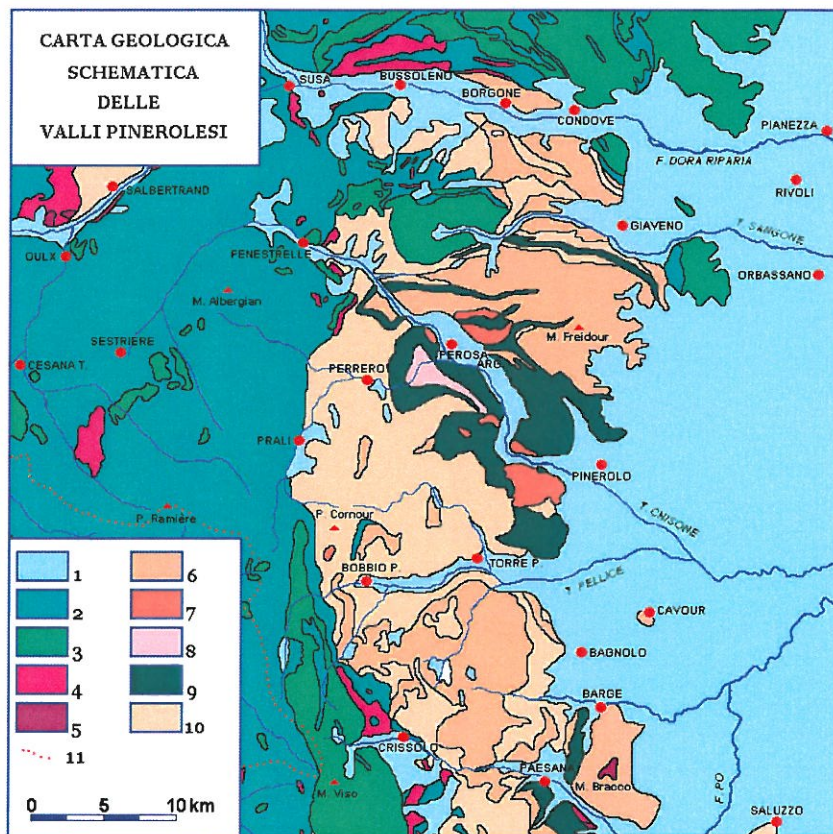 CARTA GEOLOGICA
SCHEMATICA
DELLE
VALLI PINEROLESI
SUSA
BUSSOLENO
BORGONE
CONDOVE
PIANEZZA
F. DORA RIPARIA
RIVOLI
SALBERTRAND
GIAVENO
T. SANGONE
OULX
FENESTRELLE
ORBASSANO
M. Albergian
M. Freidour
SESTRIERE
PEROSA
ARG.
CESANA T.
PERRERO
PRALI
PINEROLO
P. Ramière
P. Cornour
T. CHISONE
TORRE P.
BOBBIO P.
T. PELLICE
CAVOUR
BAGNOLO
BARGE
CRISSOLO
PAESANA
M. Viso
M. Bracco
F. PO
SALUZZO
1 6
2 7
3 8
4 9
5 10
11
0 5 10 km